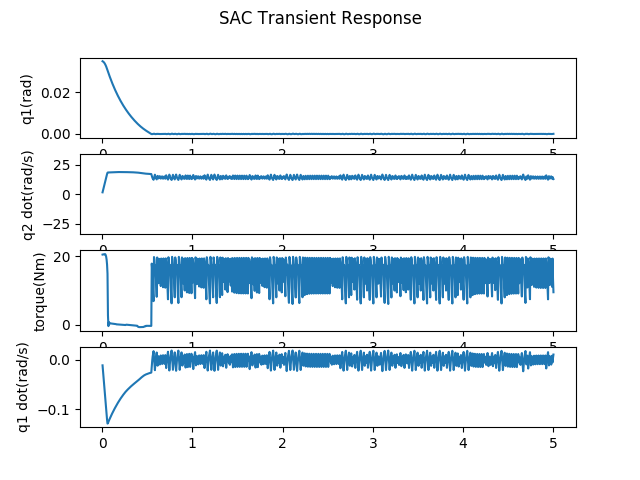 SAC Transient Response
q1(rad)
0.02
0.00
0 1 2 3 4 5
q2 dot(rad/s)
25
0
−25
0 1 2 3 4 5
torque(Nm)
20
0
0 1 2 3 4 5
q1 dot(rad/s)
0.0
−0.1
0 1 2 3 4 5